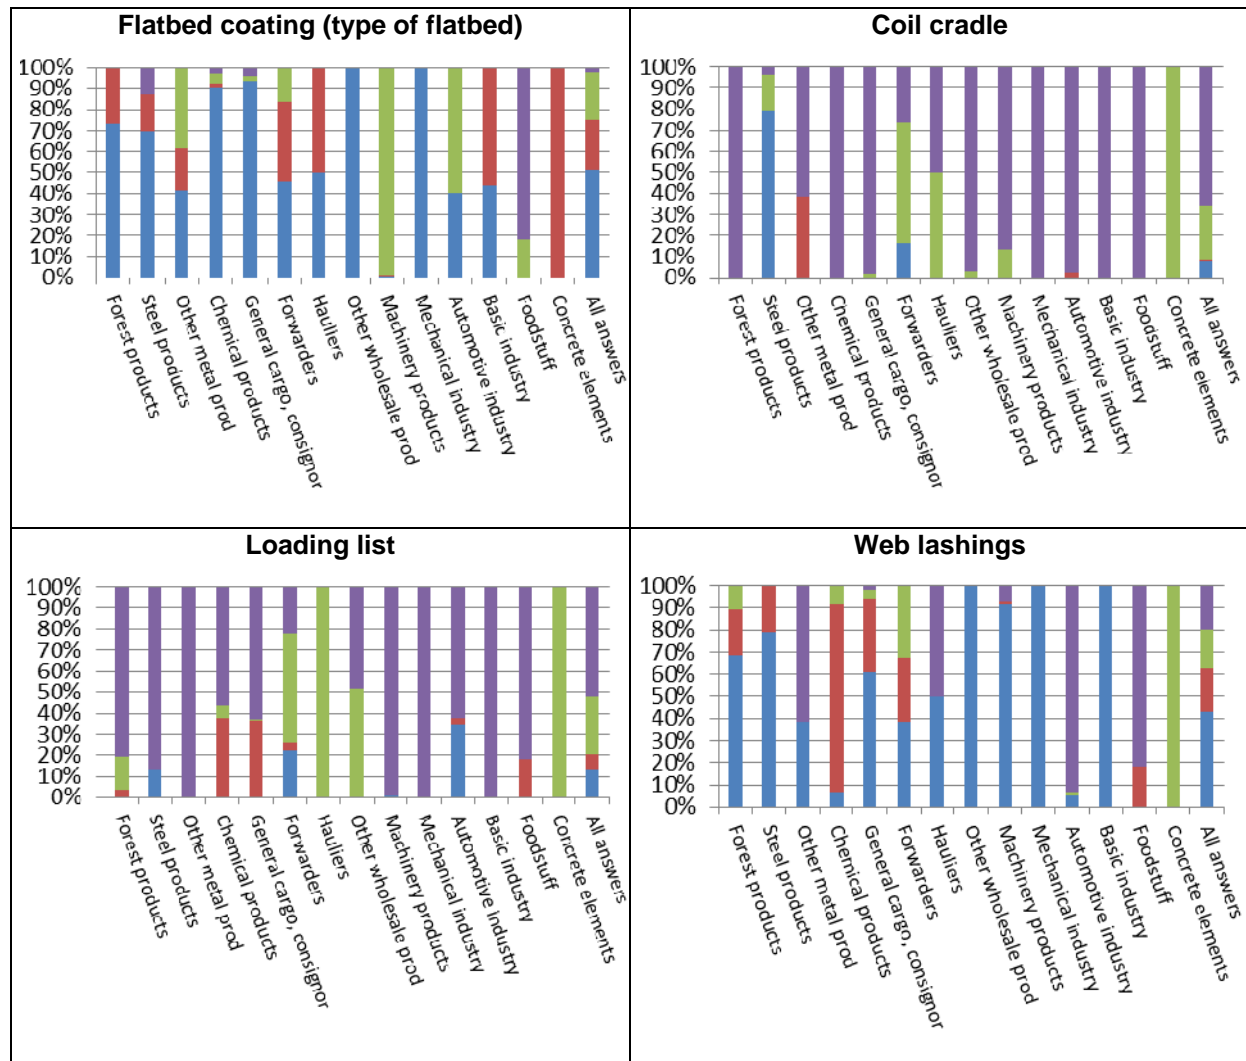 Flatbed coating (type of flatbed)
100%
90%
80%
70%
60%
50%
40%
30%
20%
10%
0%
Forest products
Steel products
Other metal prod
Chemical products
General cargo, consignor
Forwarders
Hauliers
Other wholesale prod
Machinery products
Mechanical industry
Automotive industry
Basic industry
Foodstuff
Concrete elements
All answers
Coil cradle
100%
90%
80%
70%
60%
50%
40%
30%
20%
10%
0%
Forest products
Steel products
Other metal prod
Chemical products
General cargo, consignor
Forwarders
Hauliers
Other wholesale prod
Machinery products
Mechanical industry
Automotive industry
Basic industry
Foodstuff
Concrete elements
All answers
Loading list
100%
90%
80%
70%
60%
50%
40%
30%
20%
10%
0%
Forest products
Steel products
Other metal prod
Chemical products
General cargo, consignor
Forwarders
Hauliers
Other wholesale prod
Machinery products
Mechanical industry
Automotive industry
Basic industry
Foodstuff
Concrete elements
All answers
Web lashings
100%
90%
80%
70%
60%
50%
40%
30%
20%
10%
0%
Forest products
Steel products
Other metal prod
Chemical products
General cargo, consignor
Forwarders
Hauliers
Other wholesale prod
Machinery products
Mechanical industry
Automotive industry
Basic industry
Foodstuff
Concrete elements
All answers